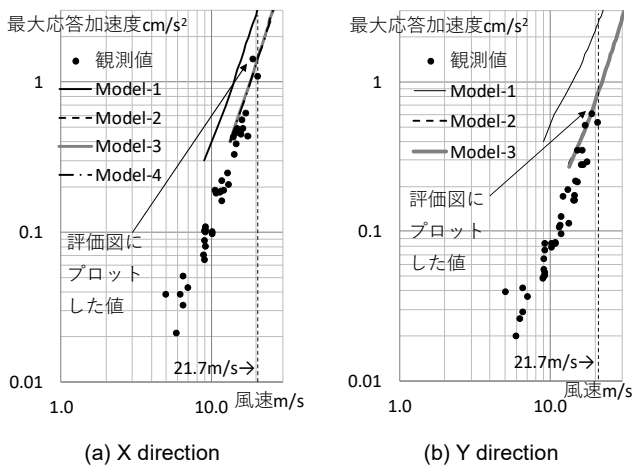 最大応答加速度cm/s²
観測値
Model-1
Model-2
Model-3
Model-4
1
0.1
0.01
評価図に
プロット
した値
21.7m/s→
1.0
10.0
風速m/s
(a) X direction
最大応答加速度cm/s²
観測値
Model-1
Model-2
Model-3
1
0.1
0.01
評価図に
プロット
した値
21.7m/s→
1.0
10.0
風速m/s
(b) Y direction